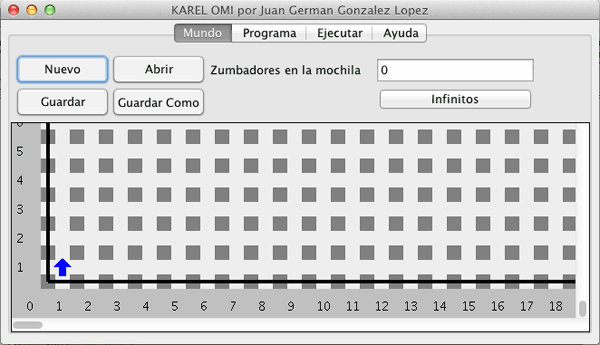 KAREL OMI por Juan German Gonzalez Lopez
Mundo Programa Ejecutar Ayuda
Nuevo Abrir Zumbadores en la mochila 0
Guardar Guardar Como Infinitos
5
4
3
2
1
0 1 2 3 4 5 6 7 8 9 10 11 12 13 14 15 16 17 18